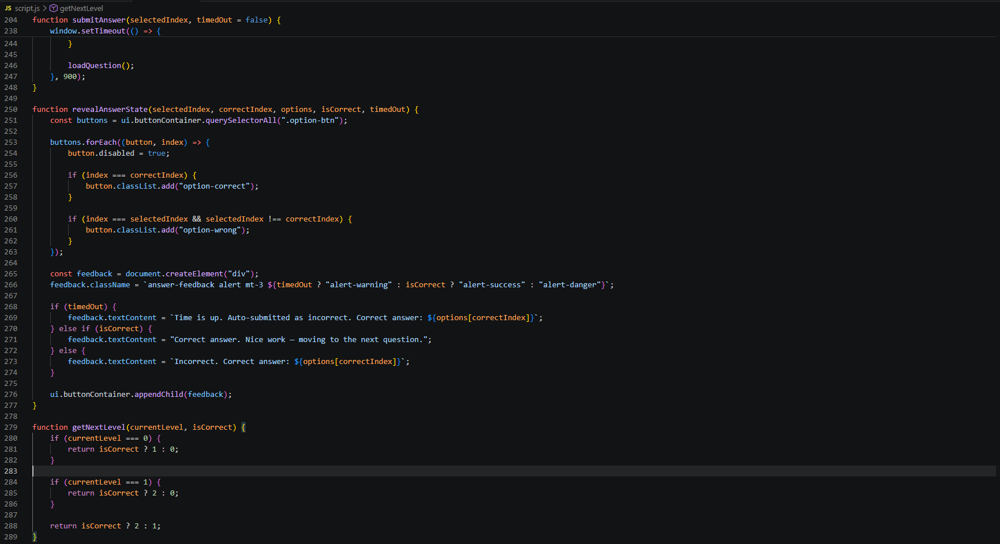 JS script.js > getNextLevel
204 function submitAnswer(selectedIndex, timedOut = false) {
238     window.setTimeout(() => {
244         }
245
246         loadQuestion();
247     }, 900);
248 }
249
250 function revealAnswerState(selectedIndex, correctIndex, options, isCorrect, timedOut) {
251     const buttons = ui.buttonContainer.querySelectorAll(".option-btn");
252
253     buttons.forEach((button, index) => {
254         button.disabled = true;
255
256         if (index === correctIndex) {
257             button.classList.add("option-correct");
258         }
259
260         if (index === selectedIndex && selectedIndex !== correctIndex) {
261             button.classList.add("option-wrong");
262         }
263     });
264
265     const feedback = document.createElement("div");
266     feedback.className = `answer-feedback alert mt-3 ${timedOut ? "alert-warning" : isCorrect ? "alert-success" : "alert-danger"}`;
267
268     if (timedOut) {
269         feedback.textContent = `Time is up. Auto-submitted as incorrect. Correct answer: ${options[correctIndex]}`;
270     } else if (isCorrect) {
271         feedback.textContent = "Correct answer. Nice work — moving to the next question.";
272     } else {
273         feedback.textContent = `Incorrect. Correct answer: ${options[correctIndex]}`;
274     }
275
276     ui.buttonContainer.appendChild(feedback);
277 }
278
279 function getNextLevel(currentLevel, isCorrect) {
280     if (currentLevel === 0) {
281         return isCorrect ? 1 : 0;
282     }
283
284     if (currentLevel === 1) {
285         return isCorrect ? 2 : 0;
286     }
287
288     return isCorrect ? 2 : 1;
289 }